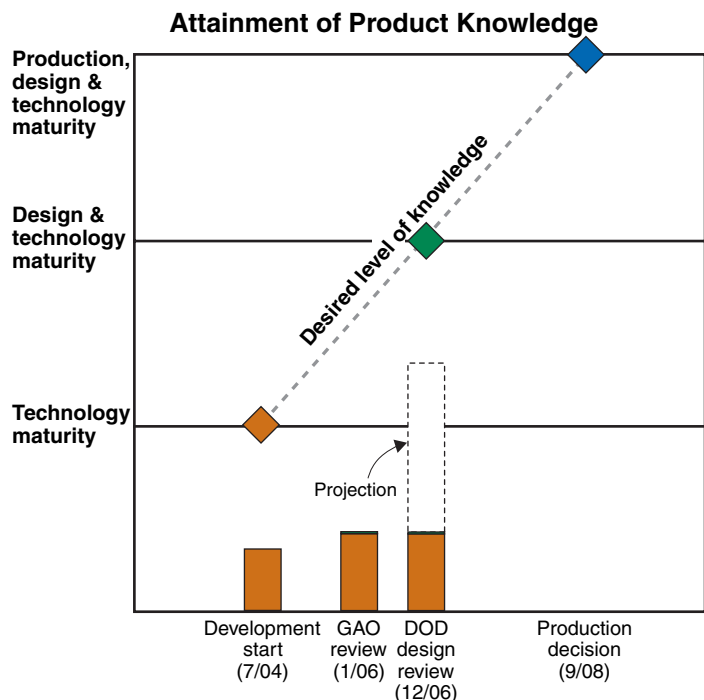 Attainment of Product Knowledge
Production,
design &
technology
maturity
Design &
technology
maturity
Technology
maturity
Desired level of knowledge
Projection
Development
start
(7/04)
GAO
review
(1/06)
DOD
design
review
(12/06)
Production
decision
(9/08)